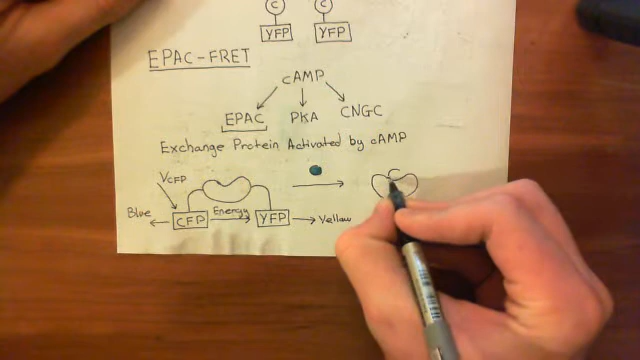 C C
YFP YFP
EPAC-FRET
cAMP
EPAC PKA CNGC
Exchange Protein Activated by cAMP
VCFP
Blue CFP Energy YFP Yellow